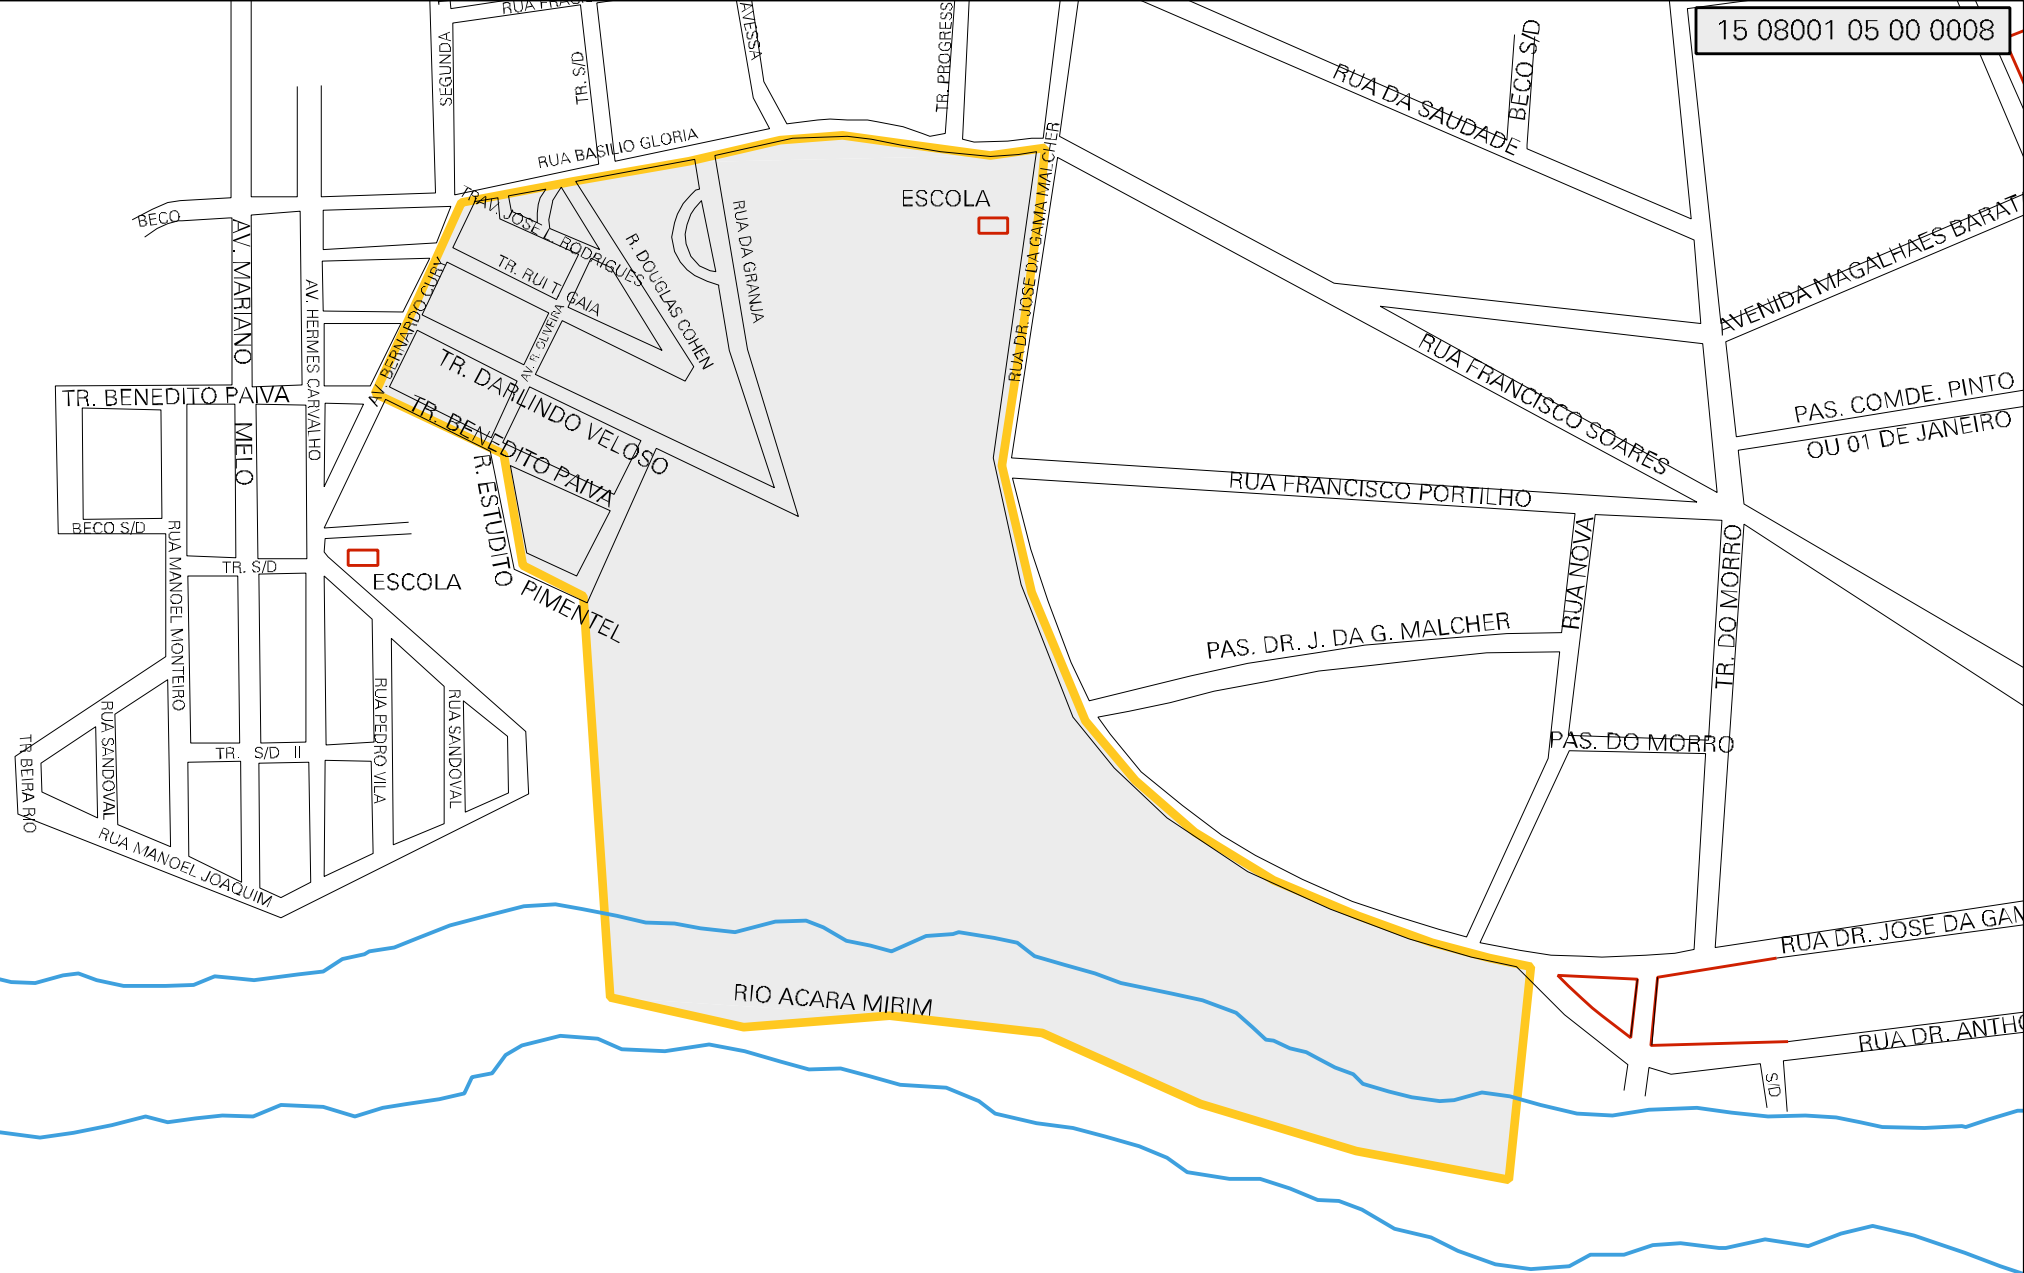 15 08001 05 00 0008
SEGUNDA
TR. S/D
TR. PROGRESS
BECO S/D
RUA DA SAUDADE
RUA BASILIO GLORIA
ESCOLA
BECO
AV. MARIANO MELO
AV. HERMES CARVALHO
TRAV. JOSE L. RODRIGUES
TR. RUI T. GAIA
R. DOUGLAS COHEN
RUA DA GRANJA
RUA DR. JOSE DA GAMA MALCHER
AV. BERNARDO CURY
AV. R. OLIVEIRA
TR. DARLINDO VELOSO
TR. BENEDITO PAIVA
TR. BENEDITO PAIVA
AVENIDA MAGALHAES BARAT
RUA FRANCISCO SOARES
PAS. COMDE. PINTO
OU 01 DE JANEIRO
RUA FRANCISCO PORTILHO
R. ESTUDITO
PIMENTEL
BECO S/D
RUA MANOEL MONTEIRO
TR. S/D
ESCOLA
RUA NOVA
TR. DO MORRO
PAS. DR. J. DA G. MALCHER
PAS. DO MORRO
RUA SANDOVAL
RUA PEDRO VILA
RUA SANDOVAL
TR BEIRA RIO
TR. S/D II
RUA MANOEL JOAQUIM
RIO ACARA MIRIM
RUA DR. JOSE DA GAM
RUA DR. ANTHO
S/D